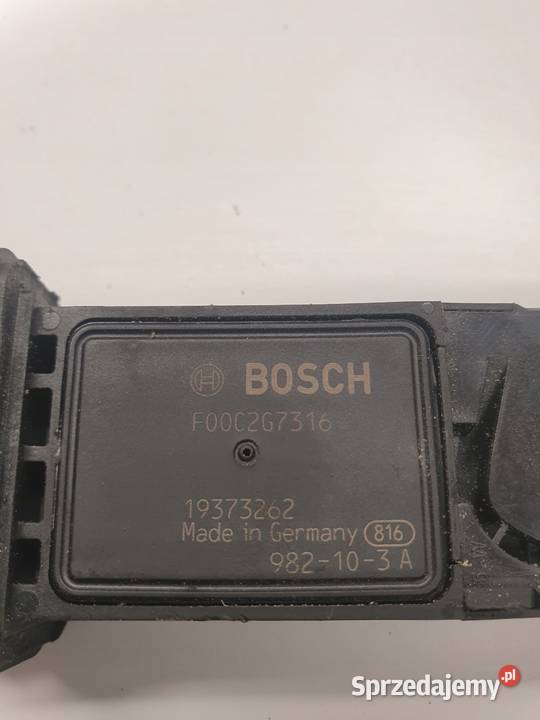 BOSCH
F00C2G7316
19373262
Made in Germany 816
982-10-3 A
Sprzedajemy.pl